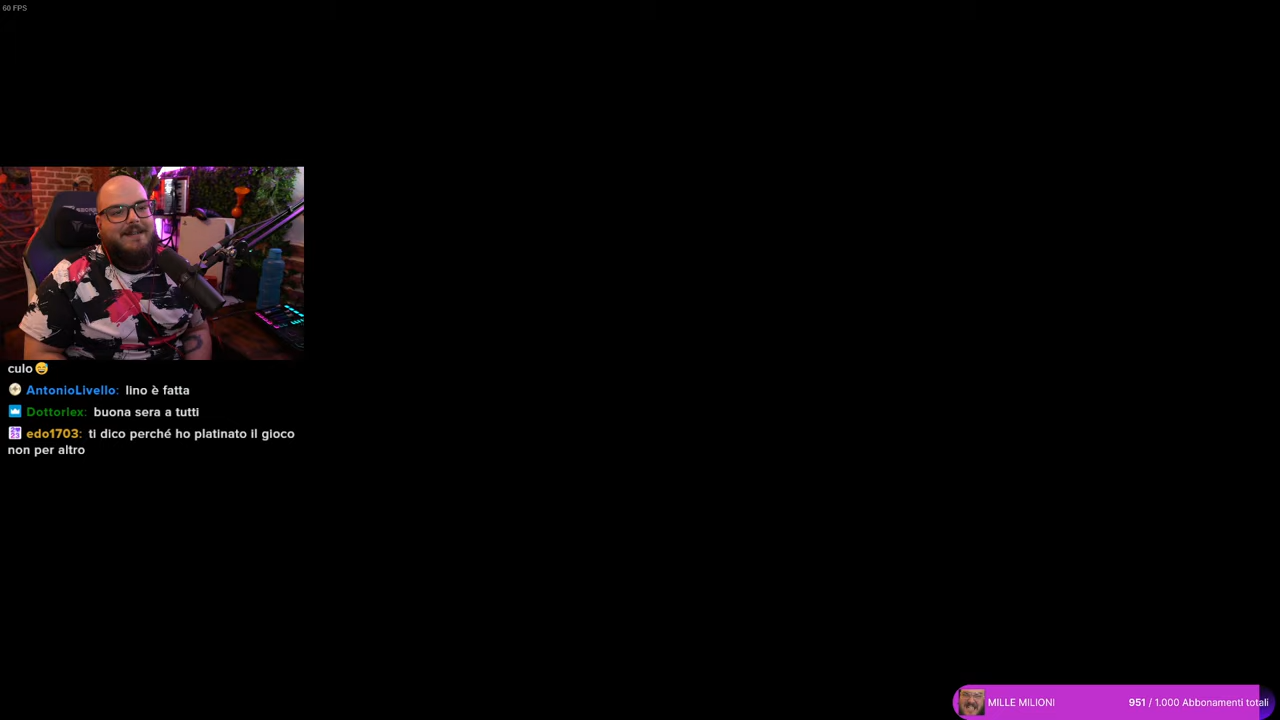 60 FPS
culo😅
AntonioLivello: lino è fatta
Dottorlex: buona sera a tutti
edo1703: ti dico perché ho platinato il gioco
non per altro
MILLE MILIONI 951 / 1.000 Abbonamenti totali